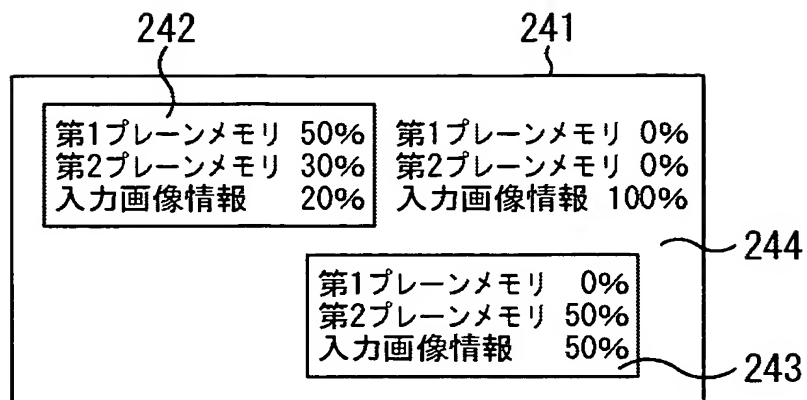 242
241
第1プレーンメモリ 50%
第2プレーンメモリ 30%
入力画像情報 20%
第1プレーンメモリ 0%
第2プレーンメモリ 0%
入力画像情報 100%
244
第1プレーンメモリ 0%
第2プレーンメモリ 50%
入力画像情報 50%
243